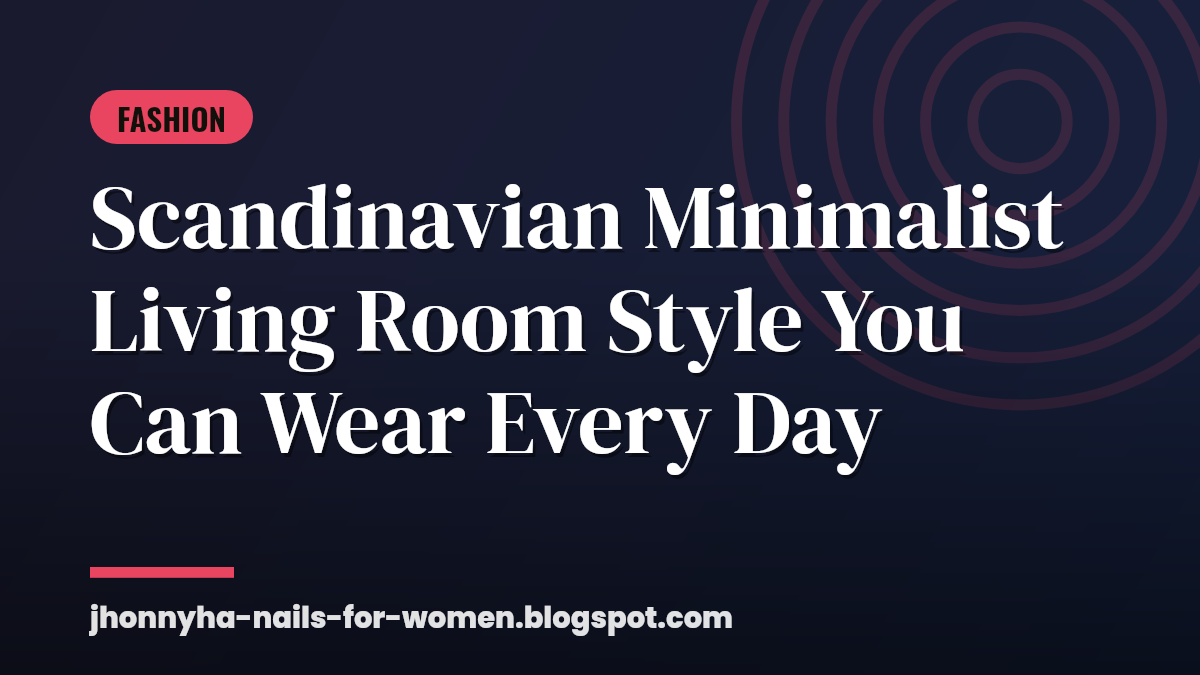 FASHION
Scandinavian Minimalist
Living Room Style You
Can Wear Every Day
jhonnyha-nails-for-women.blogspot.com